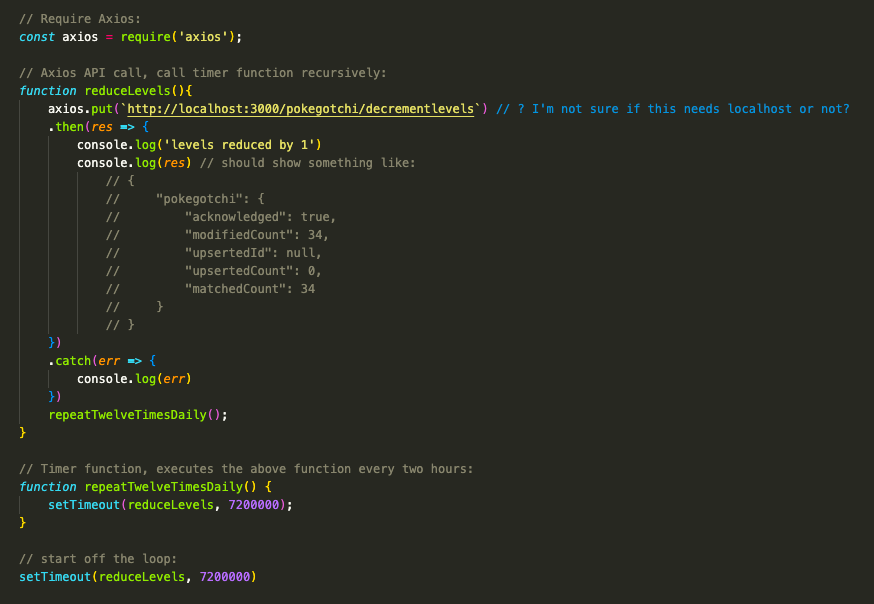 // Require Axios:
const axios = require('axios');

// Axios API call, call timer function recursively:
function reduceLevels(){
    axios.put(`http://localhost:3000/pokegotchi/decrementlevels`) // ? I'm not sure if this needs localhost or not?
    .then(res => {
        console.log('levels reduced by 1')
        console.log(res) // should show something like:
            // {
            //     "pokegotchi": {
            //         "acknowledged": true,
            //         "modifiedCount": 34,
            //         "upsertedId": null,
            //         "upsertedCount": 0,
            //         "matchedCount": 34
            //     }
            // }
    })
    .catch(err => {
        console.log(err)
    })
    repeatTwelveTimesDaily();
}

// Timer function, executes the above function every two hours:
function repeatTwelveTimesDaily() {
    setTimeout(reduceLevels, 7200000);
}

// start off the loop:
setTimeout(reduceLevels, 7200000)